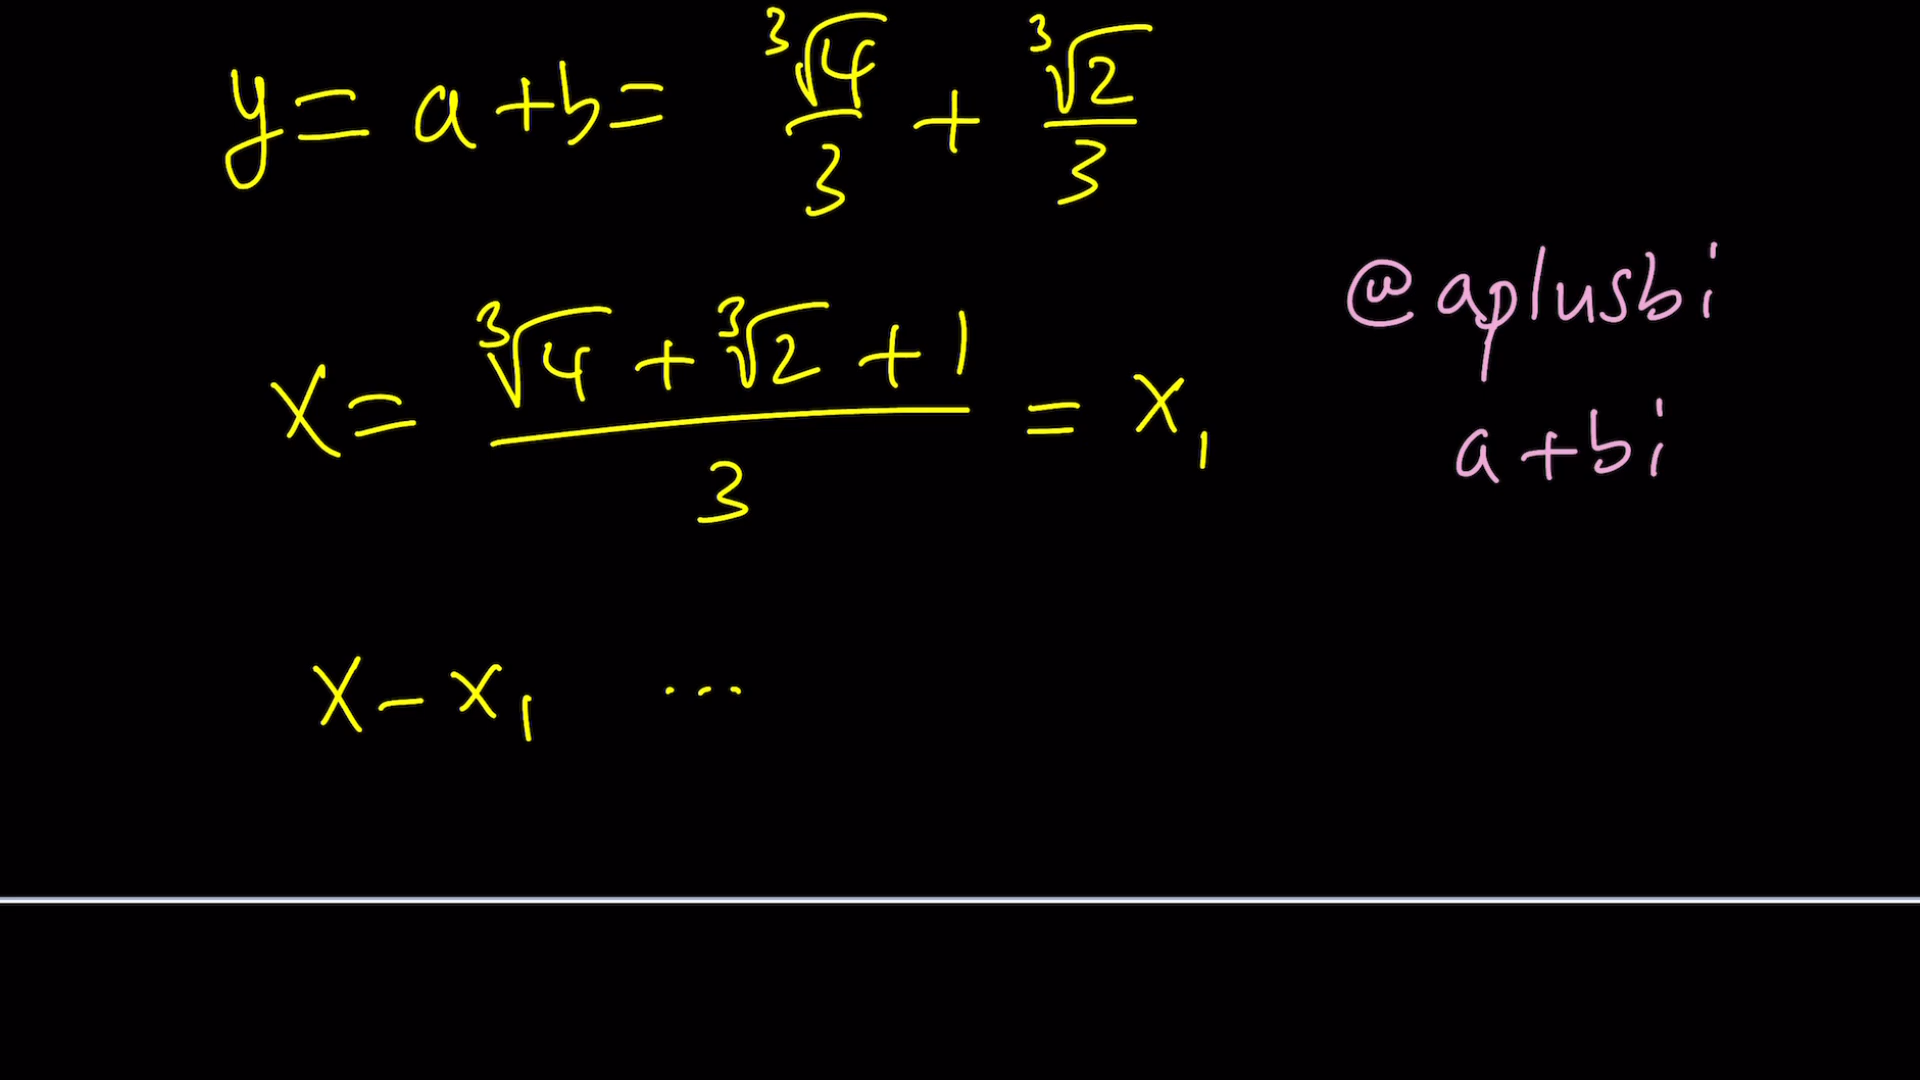 y = a + b = ∛4/3 + ∛2/3
@aplusbi
x = (∛4 + ∛2 + 1)/3 = x₁
a + bi
x - x₁ ...